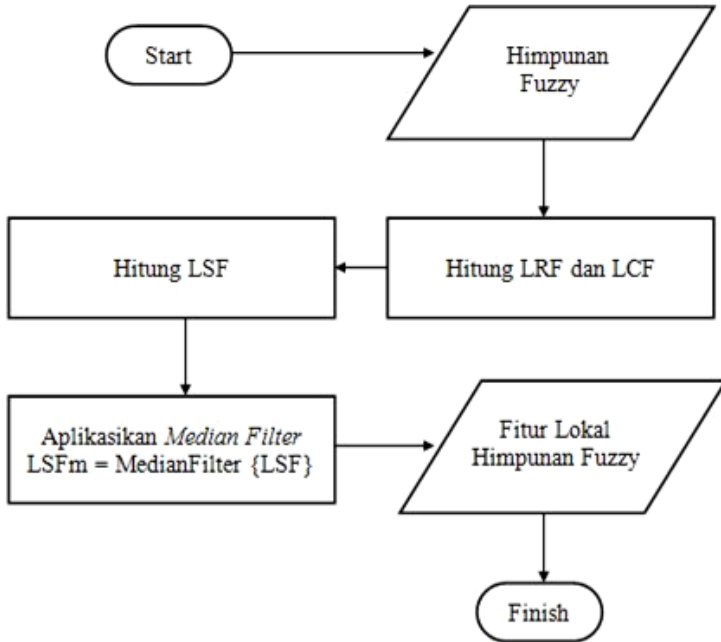 Start
Himpunan
Fuzzy
Hitung LRF dan LCF
Hitung LSF
Aplikasikan Median Filter
LSFm = MedianFilter {LSF}
Fitur Lokal
Himpunan Fuzzy
Finish